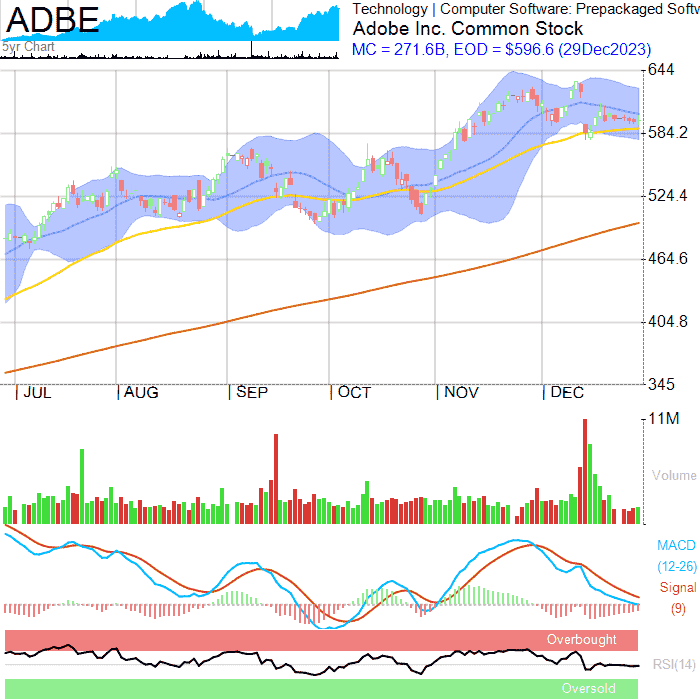 ADBE
5yr Chart
Technology | Computer Software: Prepackaged Softw
Adobe Inc. Common Stock
MC = 271.6B, EOD = $596.6 (29Dec2023)
644
584.2
524.4
464.6
404.8
345
JUL AUG SEP OCT NOV DEC
11M
Volume
MACD
(12-26)
Signal
(9)
Overbought
RSI(14)
Oversold